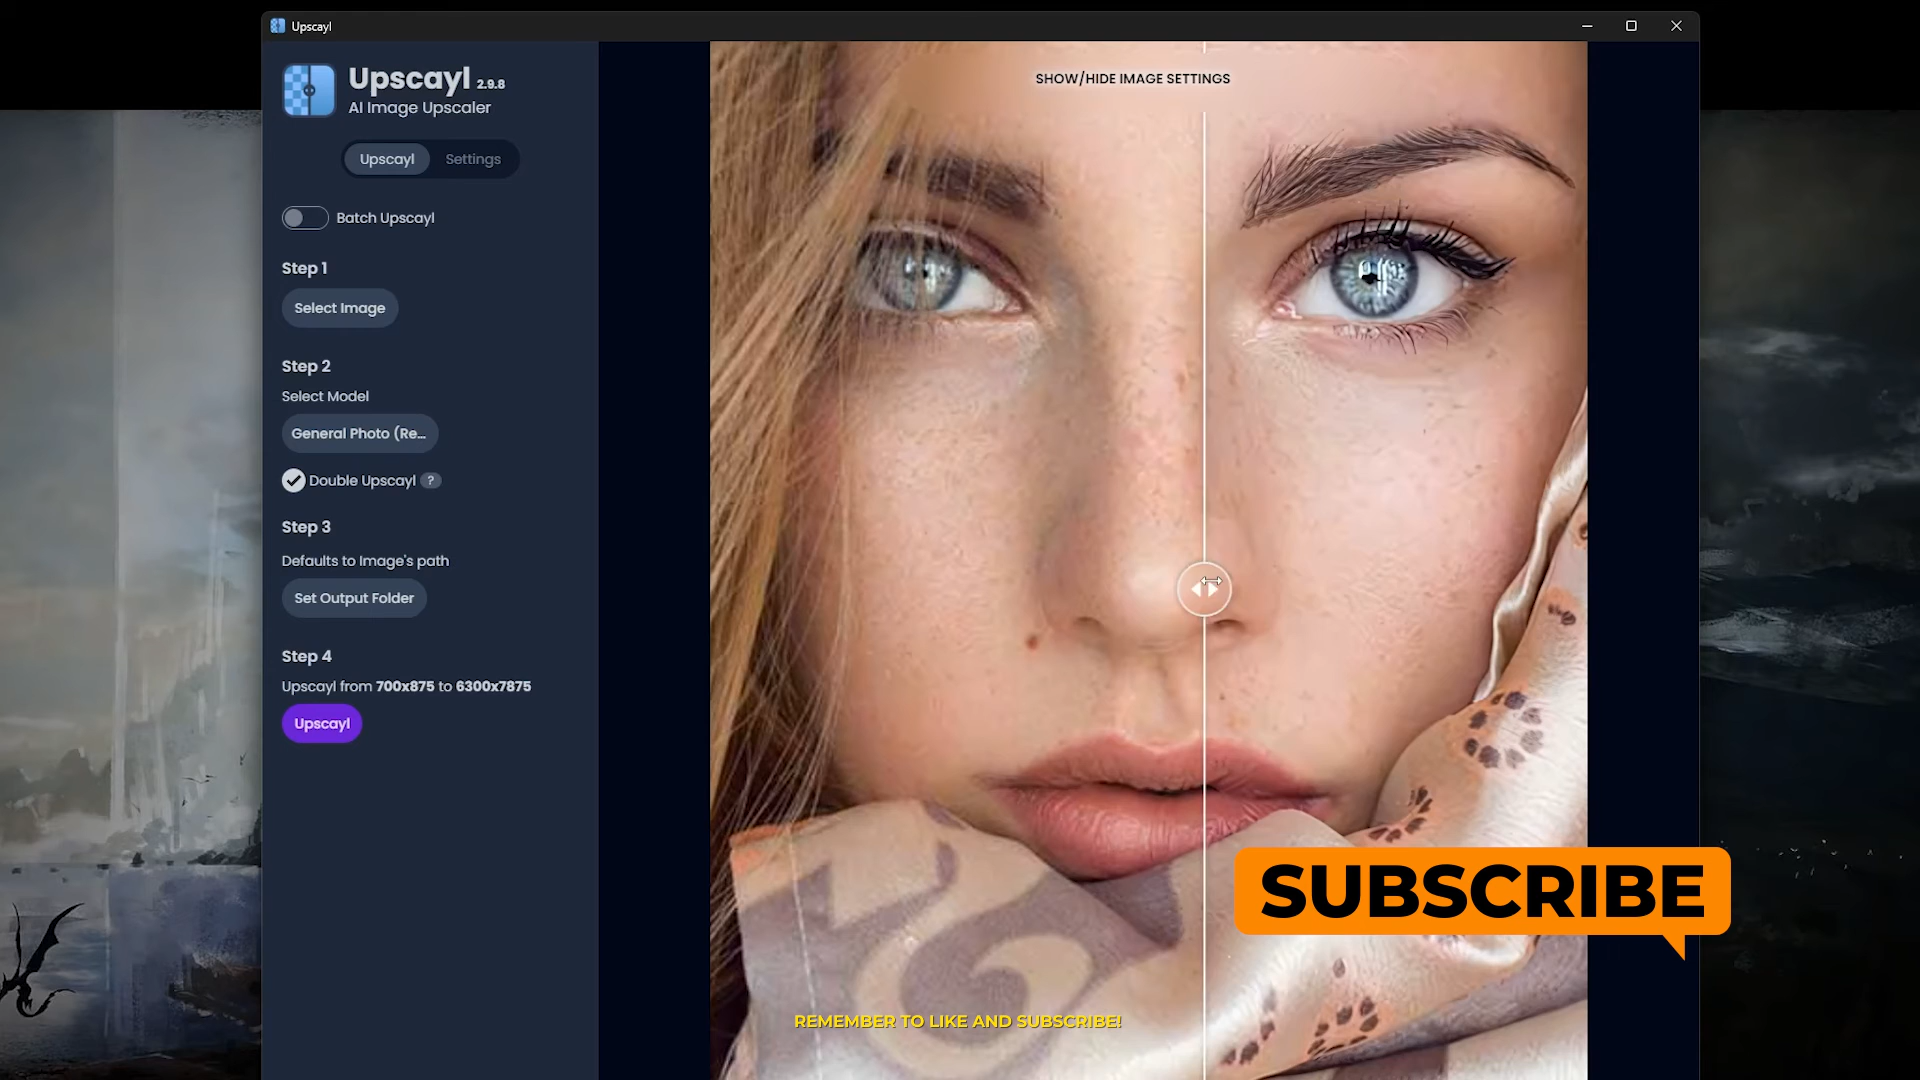 Upscayl
Upscayl 2.9.8
AI Image Upscaler
Upscayl Settings
Batch Upscayl
Step 1
Select Image
Step 2
Select Model
General Photo (Re...
Double Upscayl ?
Step 3
Defaults to Image's path
Set Output Folder
Step 4
Upscayl from 700x875 to 6300x7875
Upscayl
SHOW/HIDE IMAGE SETTINGS
SUBSCRIBE
REMEMBER TO LIKE AND SUBSCRIBE!